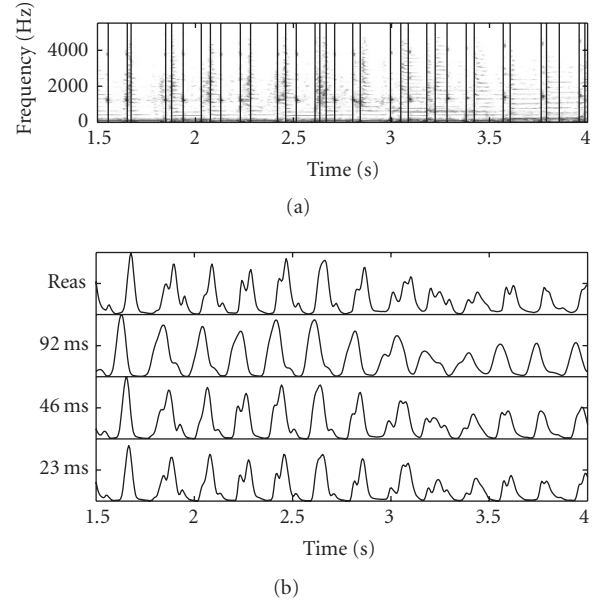 Frequency (Hz)
4000
2000
0
1.5 2 2.5 3 3.5 4
Time (s)
(a)
Reas
92 ms
46 ms
23 ms
1.5 2 2.5 3 3.5 4
Time (s)
(b)